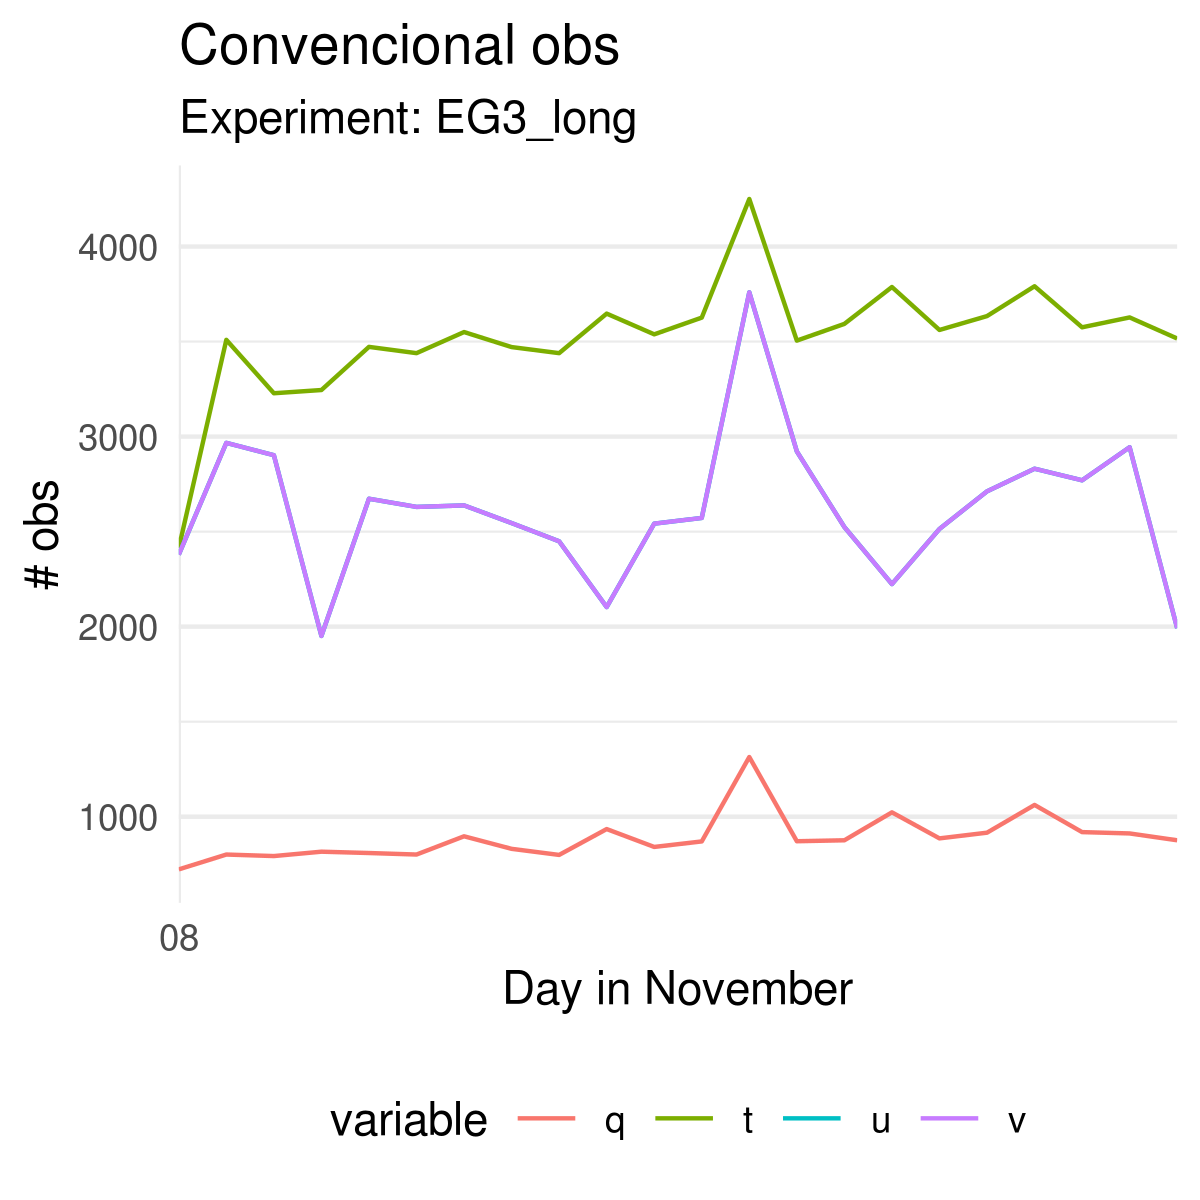 Convencional obs
Experiment: EG3_long
# obs
4000
3000
2000
1000
08
Day in November
variable q t u v